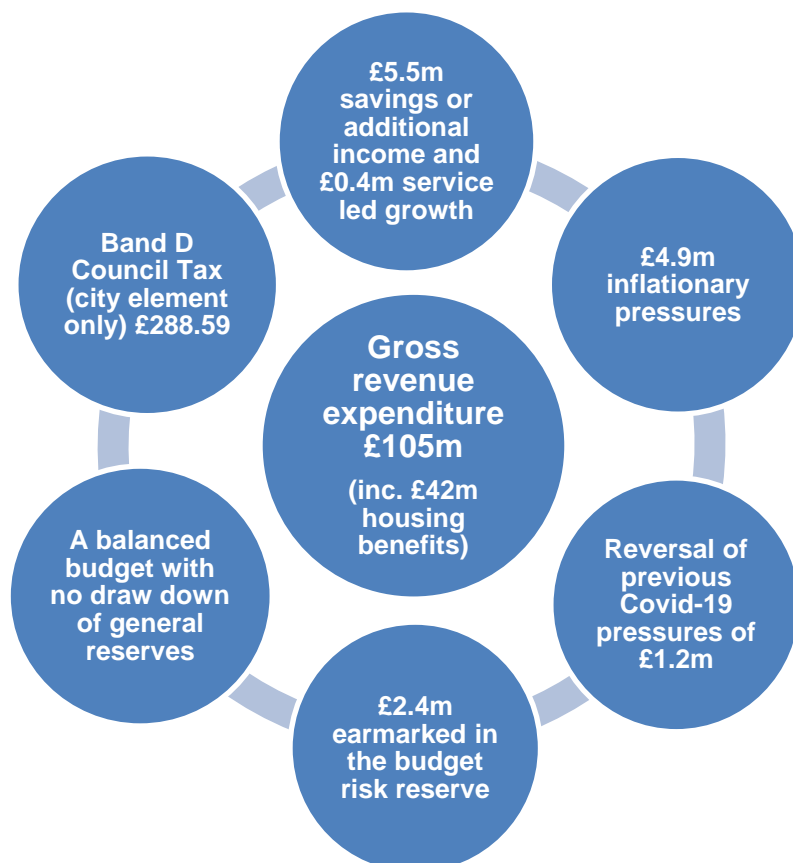 £5.5m
savings or
additional
income and
£0.4m service
led growth
£4.9m
inflationary
pressures
Reversal of
previous
Covid-19
pressures of
£1.2m
£2.4m
earmarked in
the budget
risk reserve
A balanced
budget with
no draw down
of general
reserves
Band D
Council Tax
(city element
only) £288.59
Gross
revenue
expenditure
£105m
(inc. £42m
housing
benefits)